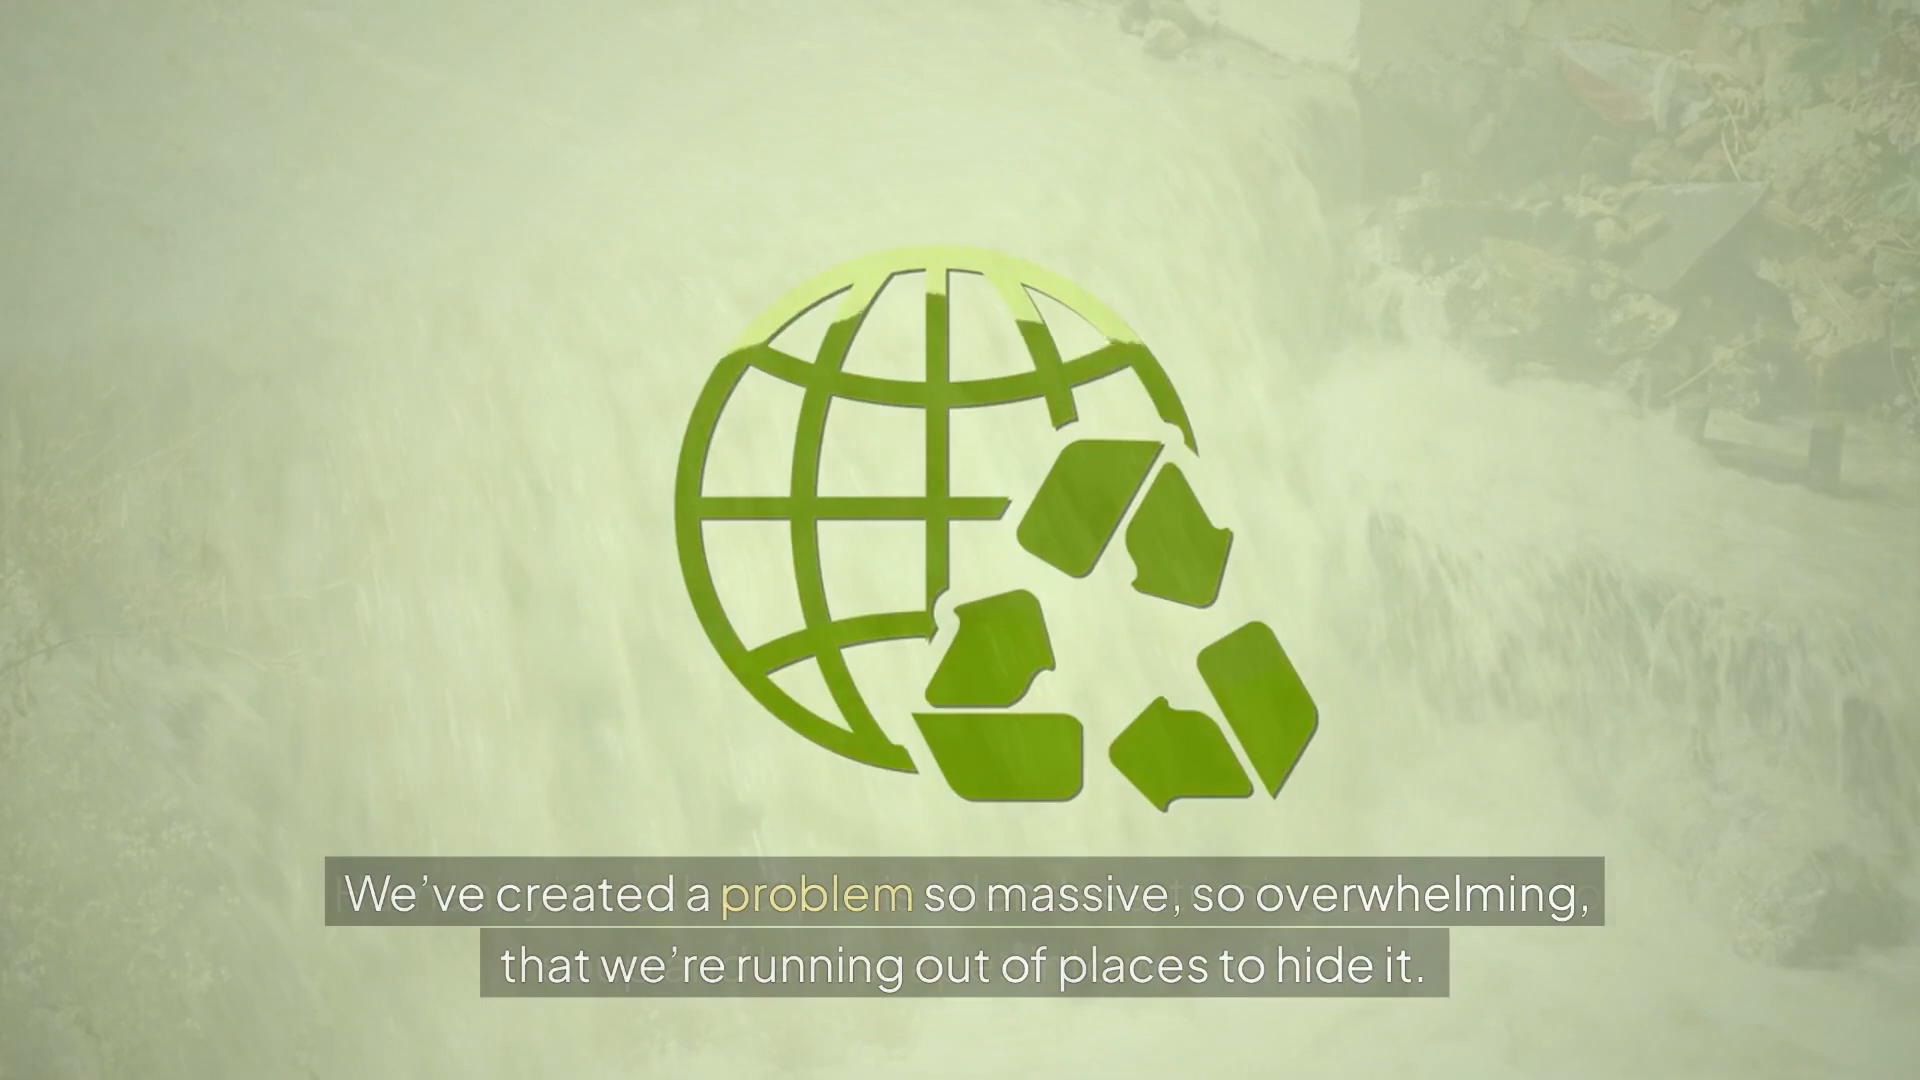 We’ve created a problem so massive, so overwhelming,
that we’re running out of places to hide it.